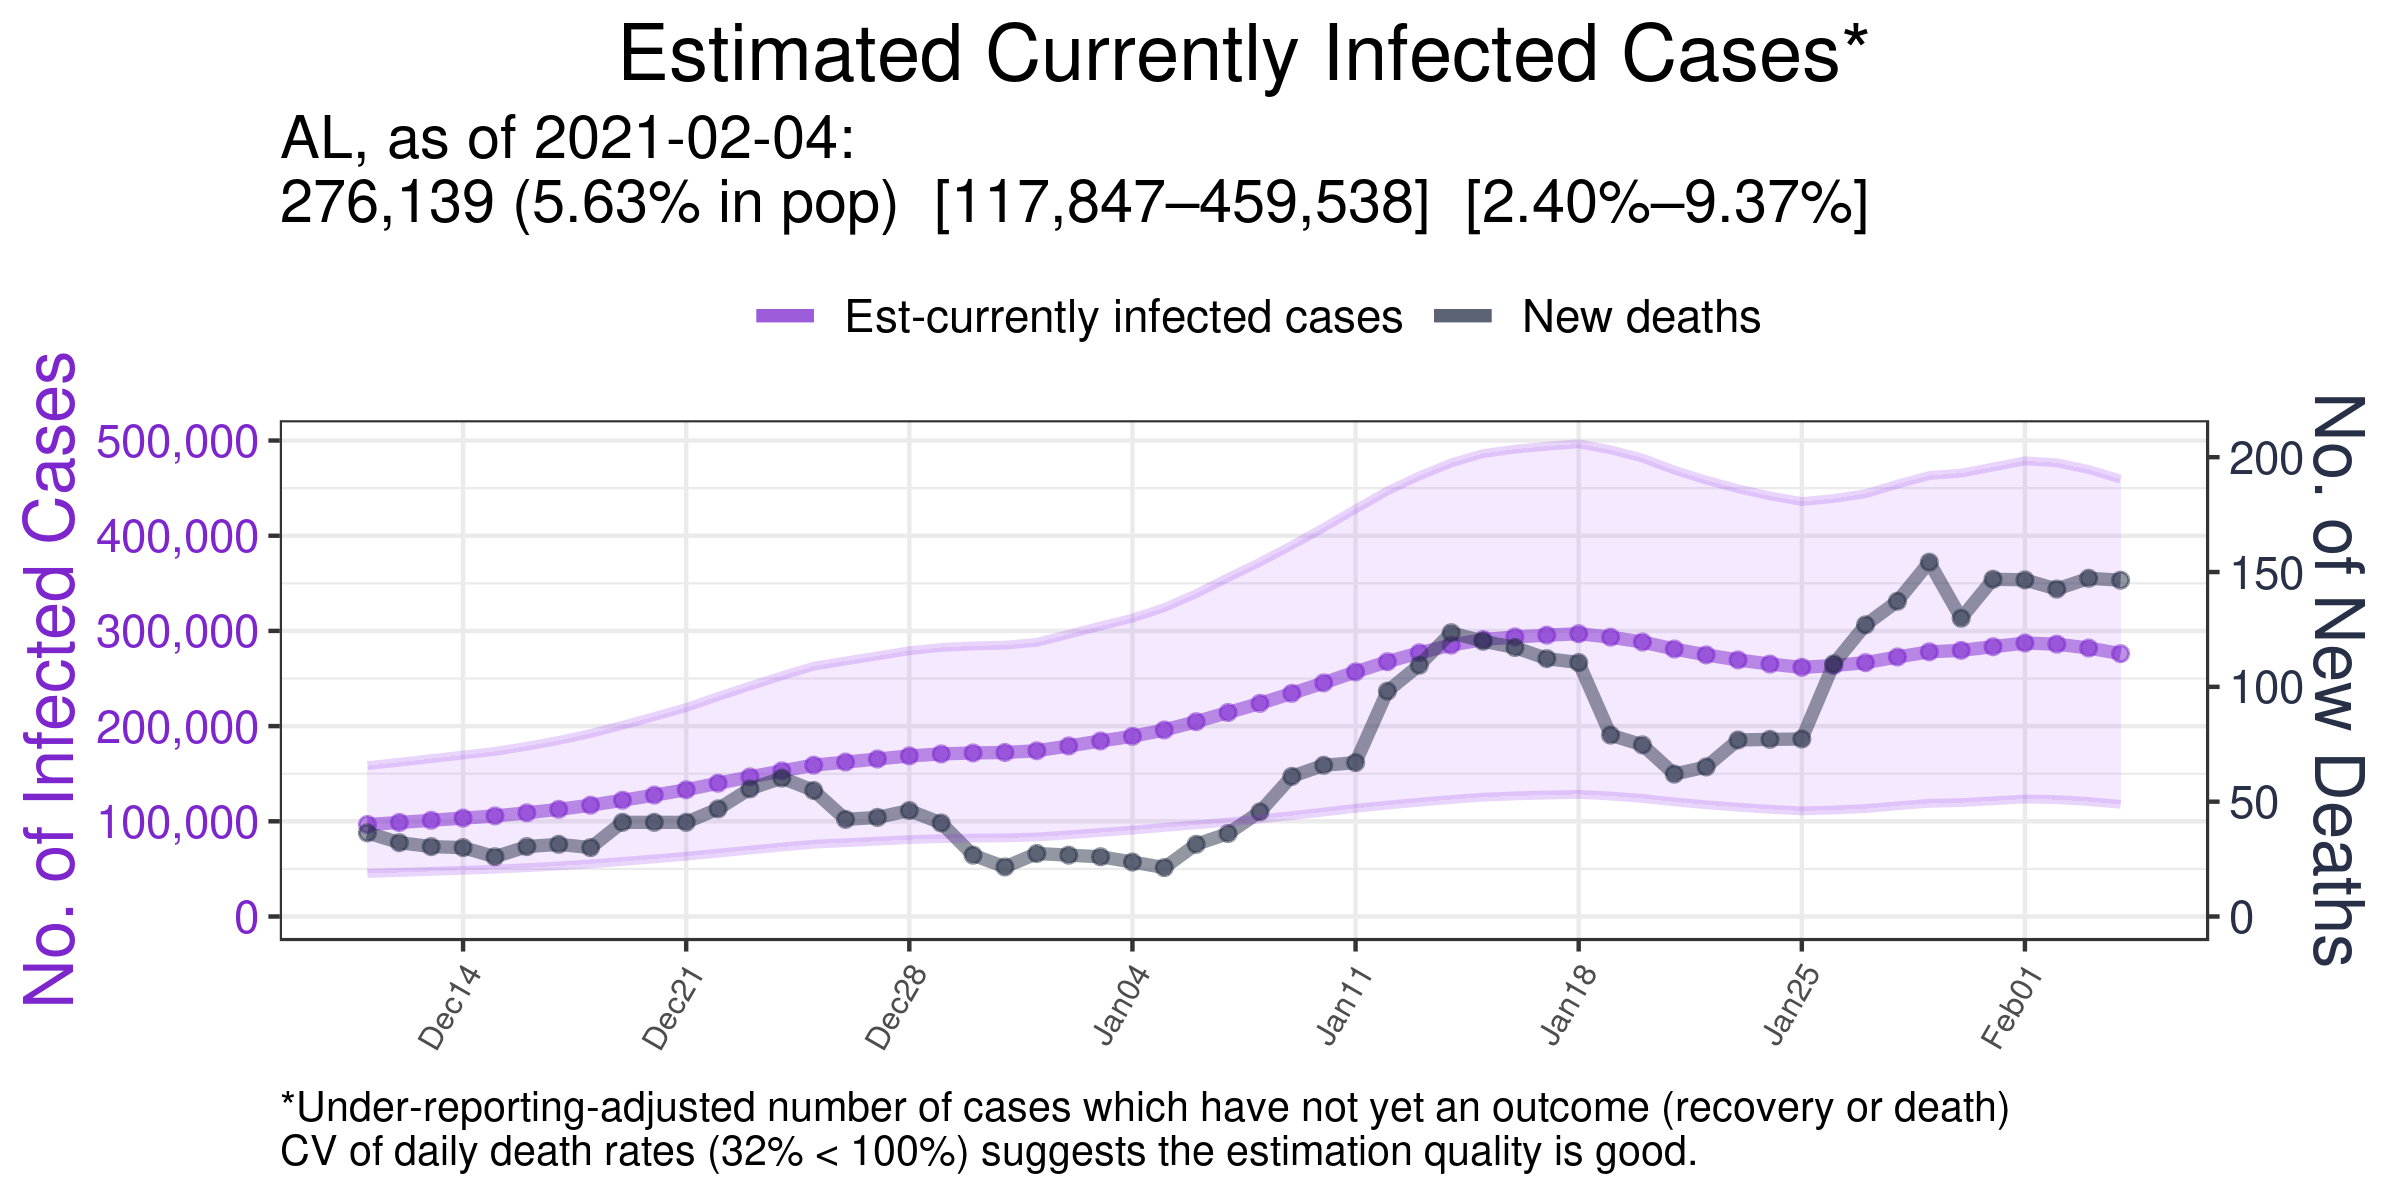 Estimated Currently Infected Cases*
AL, as of 2021-02-04:
276,139 (5.63% in pop) [117,847–459,538] [2.40%–9.37%]
Est-currently infected cases
New deaths
No. of Infected Cases
500,000
400,000
300,000
200,000
100,000
0
200
150
100
50
0
No. of New Deaths
Dec14
Dec21
Dec28
Jan04
Jan11
Jan18
Jan25
Feb01
*Under-reporting-adjusted number of cases which have not yet an outcome (recovery or death)
CV of daily death rates (32% < 100%) suggests the estimation quality is good.